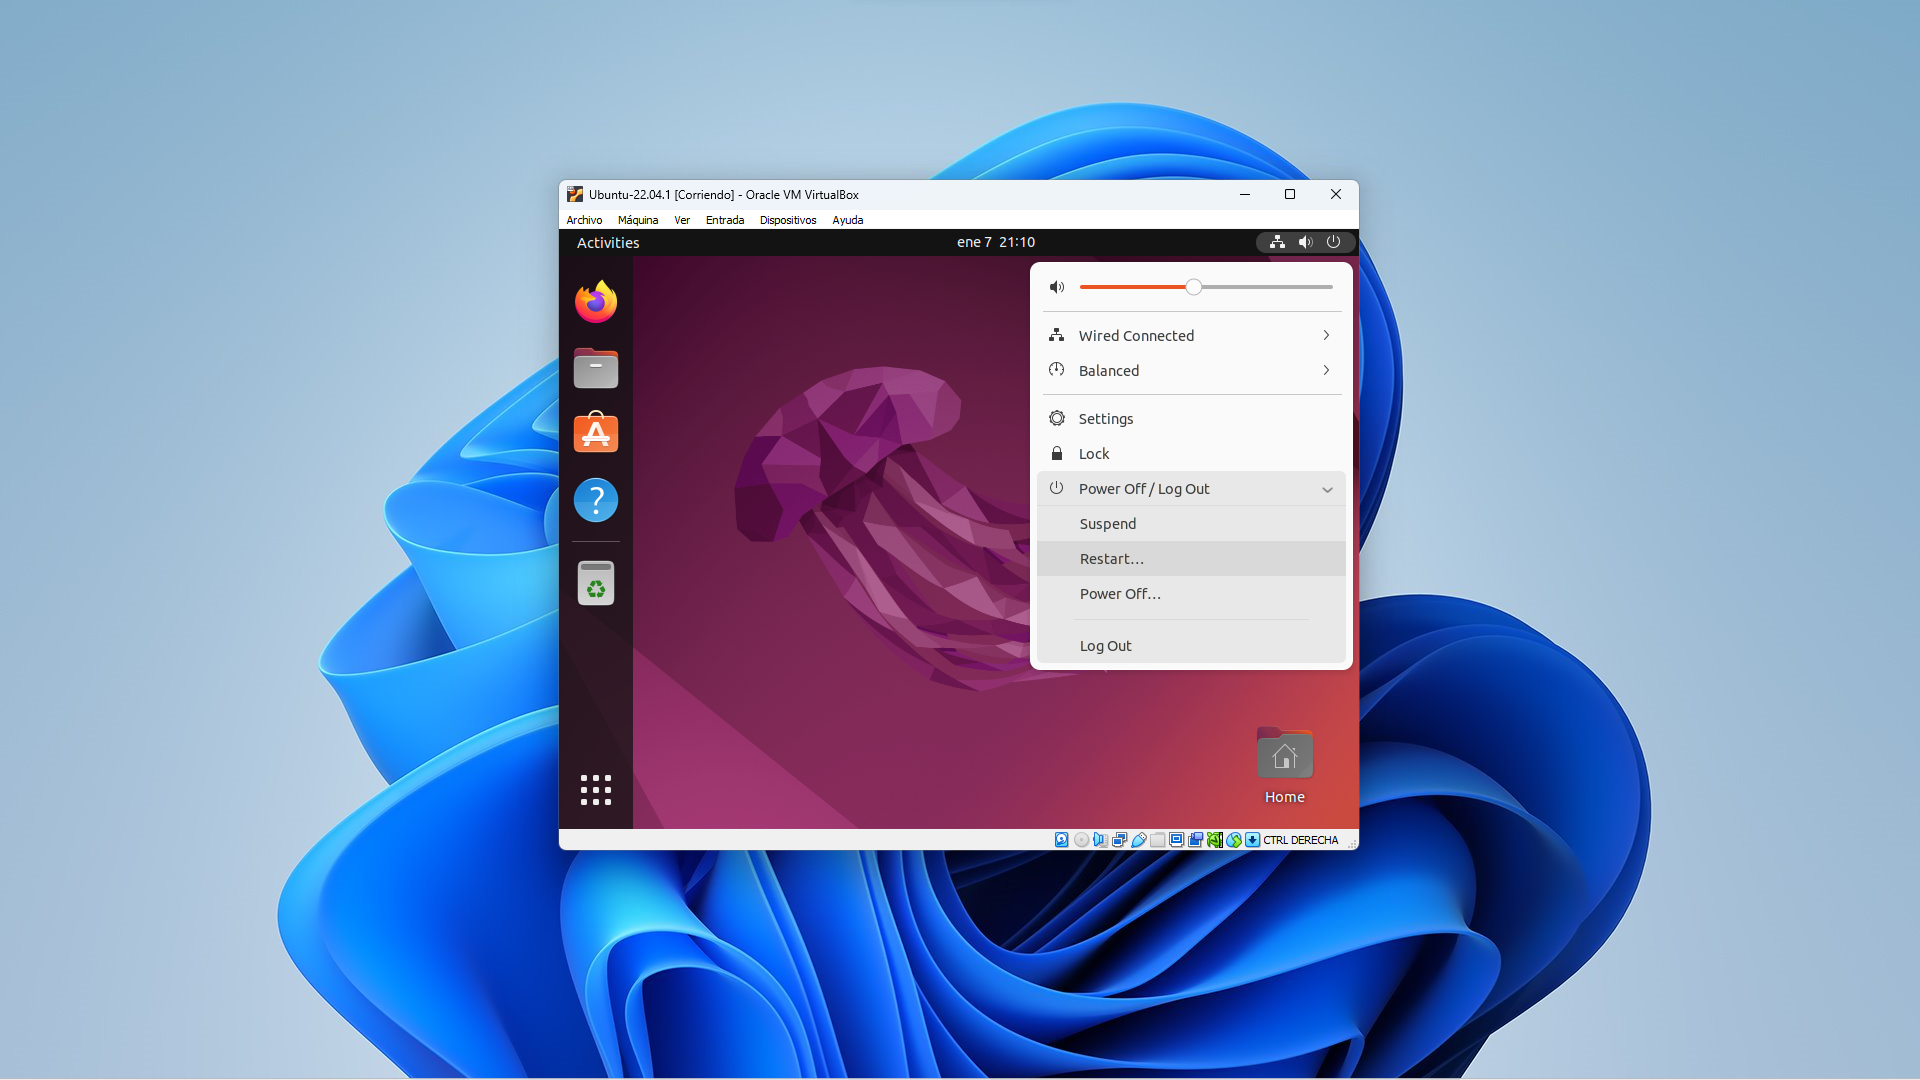 Ubuntu-22.04.1 [Corriendo] - Oracle VM VirtualBox
Archivo Máquina Ver Entrada Dispositivos Ayuda
Activities ene 7 21:10
Wired Connected
Balanced
Settings
Lock
Power Off / Log Out
Suspend
Restart...
Power Off...
Log Out
Home
CTRL DERECHA